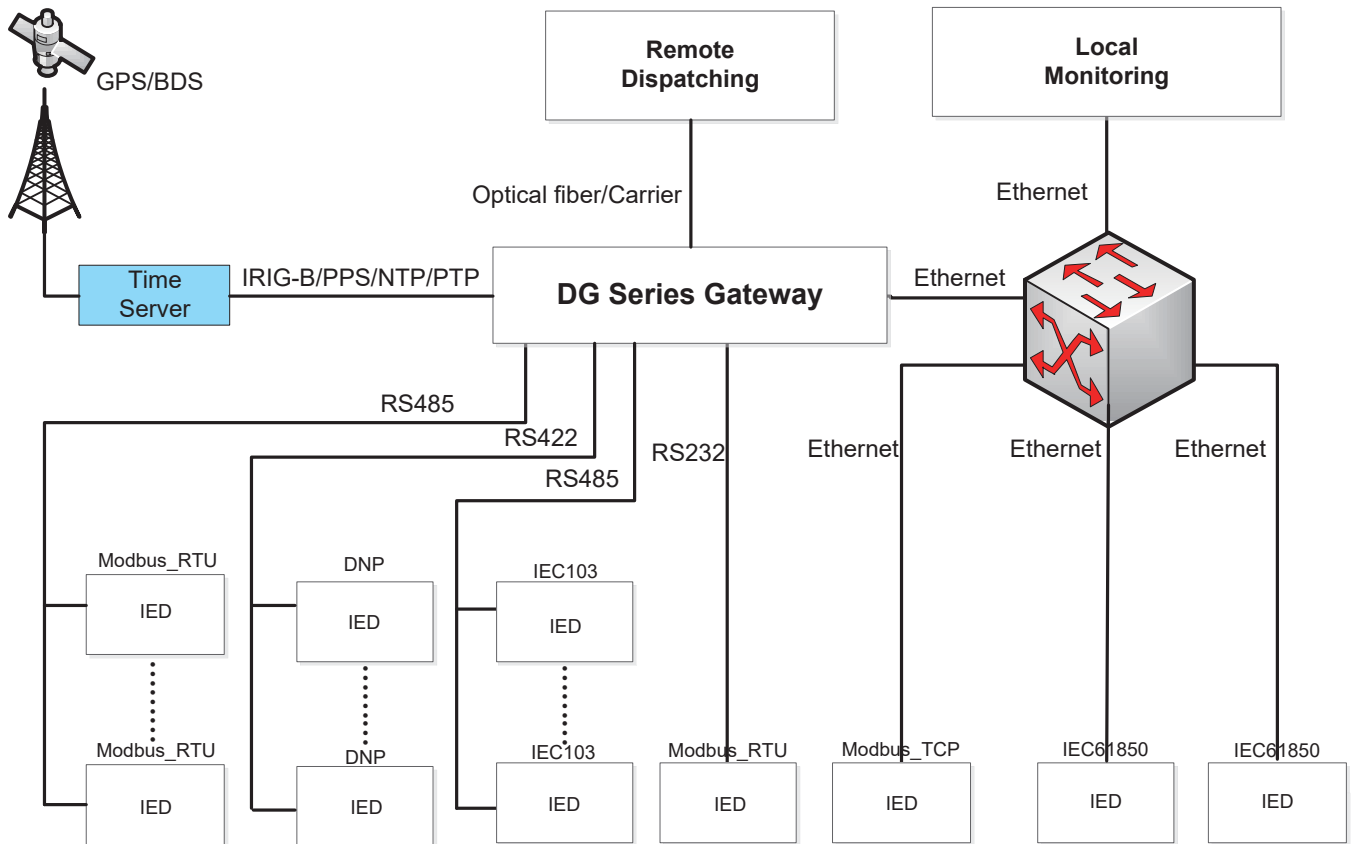 GPS/BDS
Remote
Dispatching
Local
Monitoring
Optical fiber/Carrier
Ethernet
Time
Server
IRIG-B/PPS/NTP/PTP
DG Series Gateway
Ethernet
RS485
RS422
RS485
RS232
Ethernet
Ethernet
Ethernet
Modbus_RTU
IED
DNP
IED
IEC103
IED
Modbus_RTU
IED
DNP
IED
IEC103
IED
Modbus_RTU
IED
Modbus_TCP
IED
IEC61850
IED
IEC61850
IED